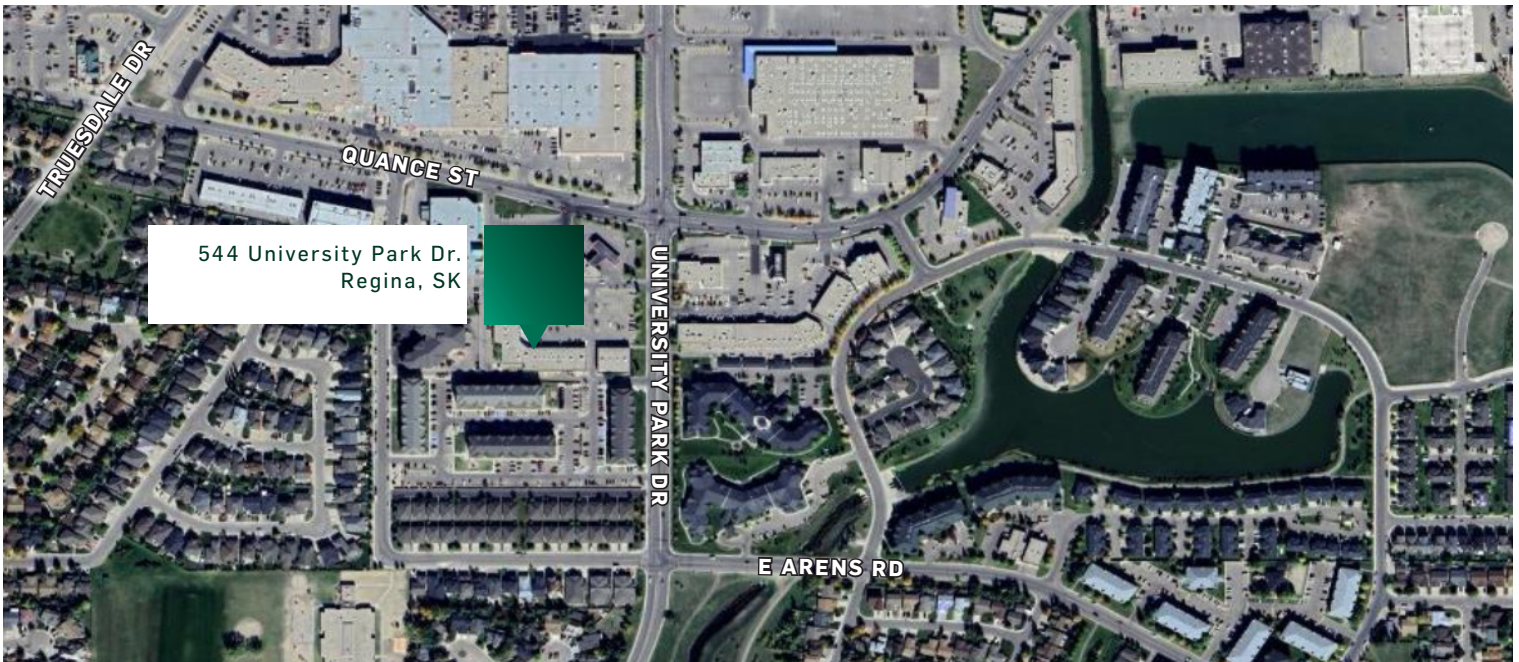 TRUESDALE DR
QUANCE ST
544 University Park Dr.
Regina, SK
UNIVERSITY PARK DR
E ARENS RD